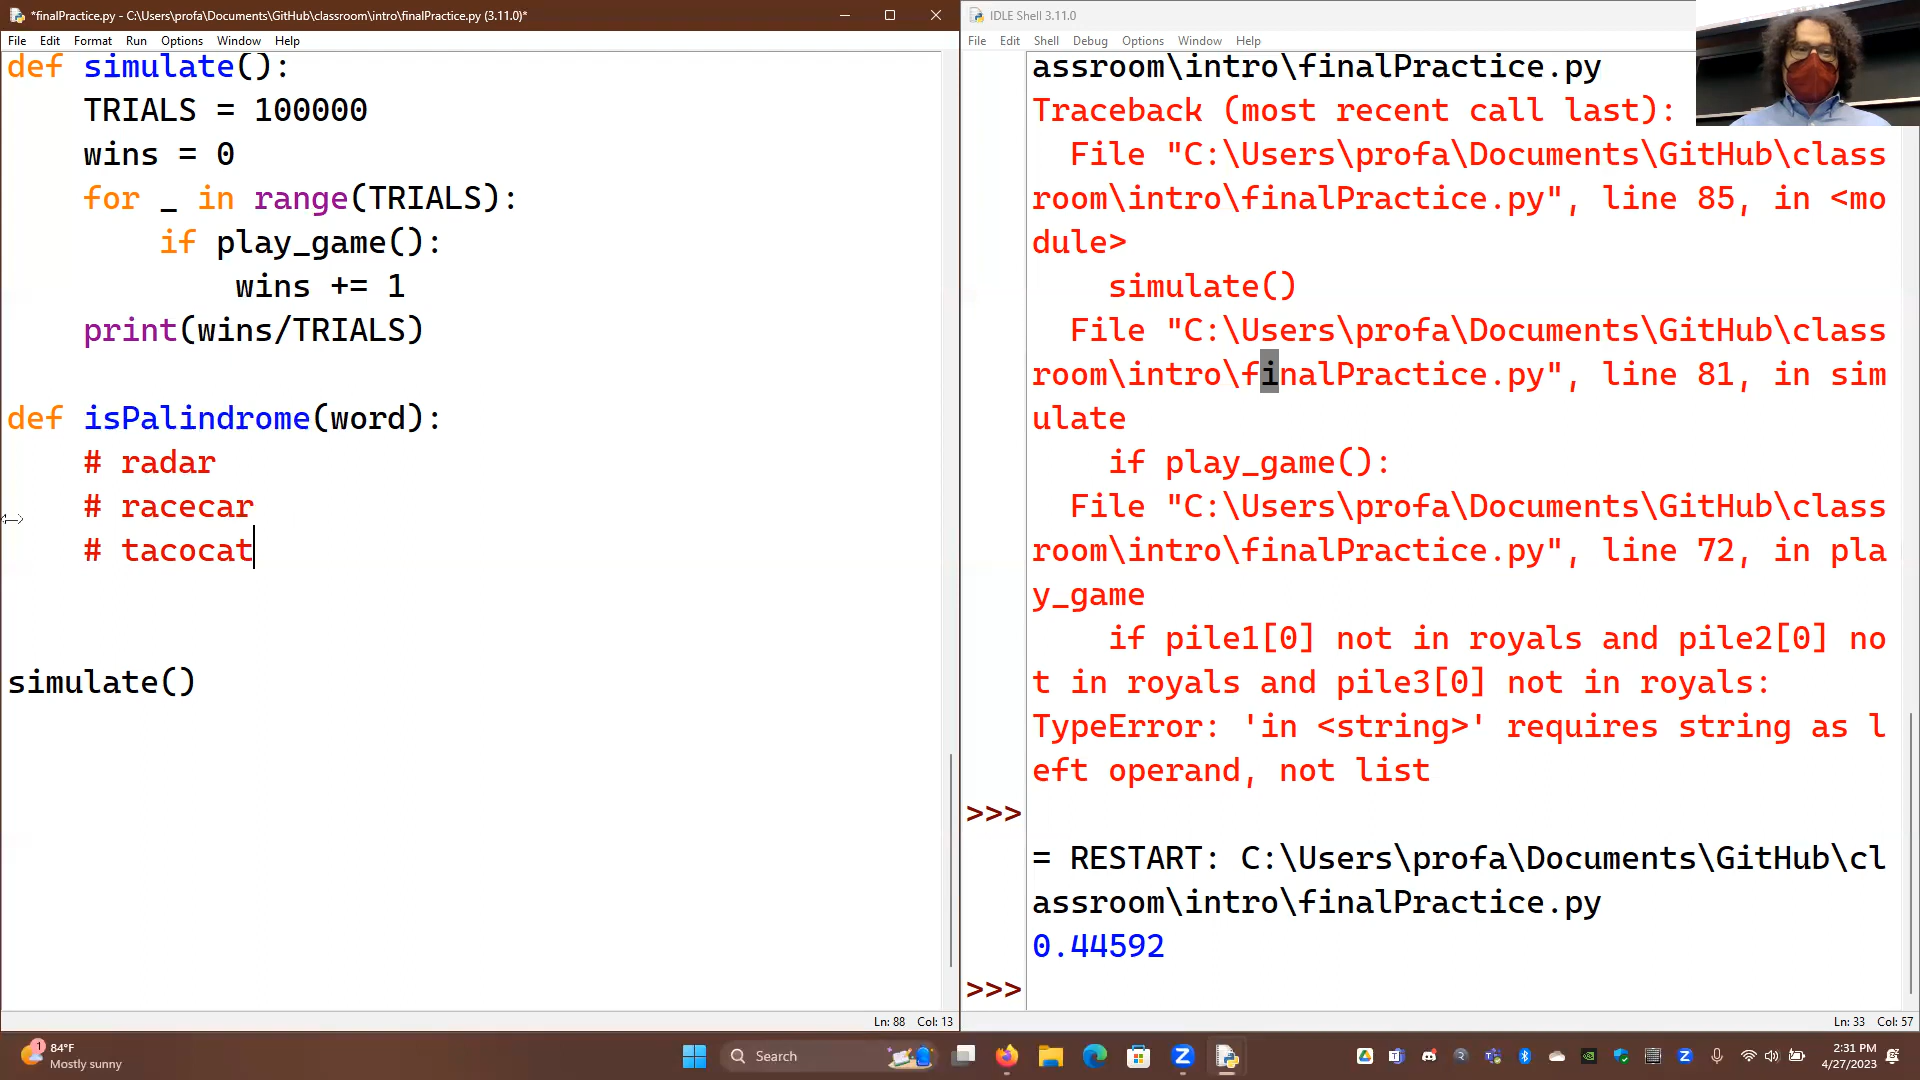 *finalPractice.py - C:\Users\profa\Documents\GitHub\classroom\intro\finalPractice.py (3.11.0)*
File Edit Format Run Options Window Help
def simulate():
    TRIALS = 100000
    wins = 0
    for _ in range(TRIALS):
        if play_game():
            wins += 1
    print(wins/TRIALS)
def isPalindrome(word):
    # radar
    # racecar
    # tacocat
simulate()
Ln: 88 Col: 13
IDLE Shell 3.11.0
File Edit Shell Debug Options Window Help
assroom\intro\finalPractice.py
Traceback (most recent call last):
  File "C:\Users\profa\Documents\GitHub\class
room\intro\finalPractice.py", line 85, in <mo
dule>
    simulate()
  File "C:\Users\profa\Documents\GitHub\class
room\intro\finalPractice.py", line 81, in sim
ulate
    if play_game():
  File "C:\Users\profa\Documents\GitHub\class
room\intro\finalPractice.py", line 72, in pla
y_game
    if pile1[0] not in royals and pile2[0] no
t in royals and pile3[0] not in royals:
TypeError: 'in <string>' requires string as l
eft operand, not list
>>>
= RESTART: C:\Users\profa\Documents\GitHub\cl
assroom\intro\finalPractice.py
0.44592
>>>
Ln: 33 Col: 57
1
84°F
Mostly sunny
Search
2:31 PM
4/27/2023